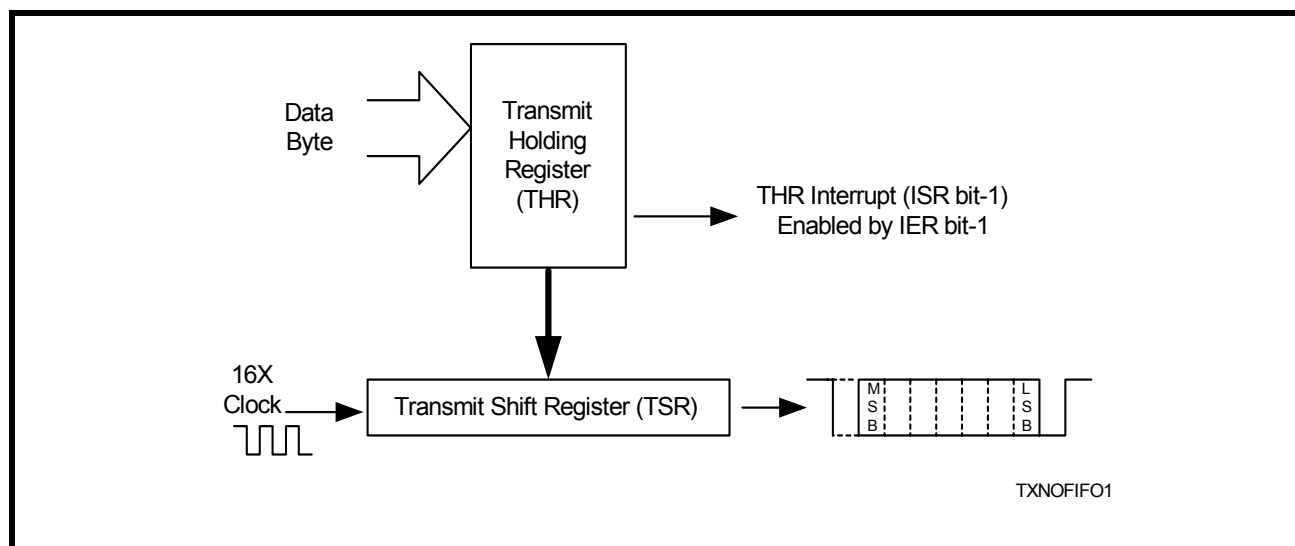 Data
Byte
Transmit
Holding
Register
(THR)
THR Interrupt (ISR bit-1)
Enabled by IER bit-1
16X
Clock
Transmit Shift Register (TSR)
M
S
B
L
S
B
TXNOFIFO1